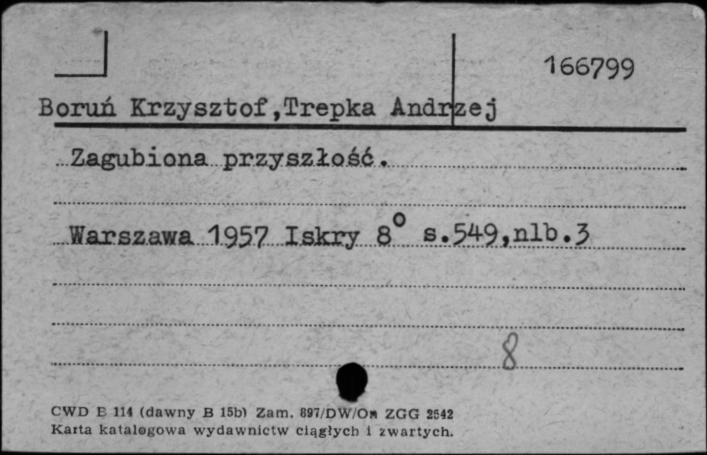 166799
Boruń Krzysztof,Trepka Andrzej
Zagubiona przyszłość.
Warszawa 1957 Iskry 8° s.549,nlb.3
8
CWD E 114 (dawny B 15b) Zam. 897/DW/Om ZGG 2542
Karta katalogowa wydawnictw ciągłych i zwartych.